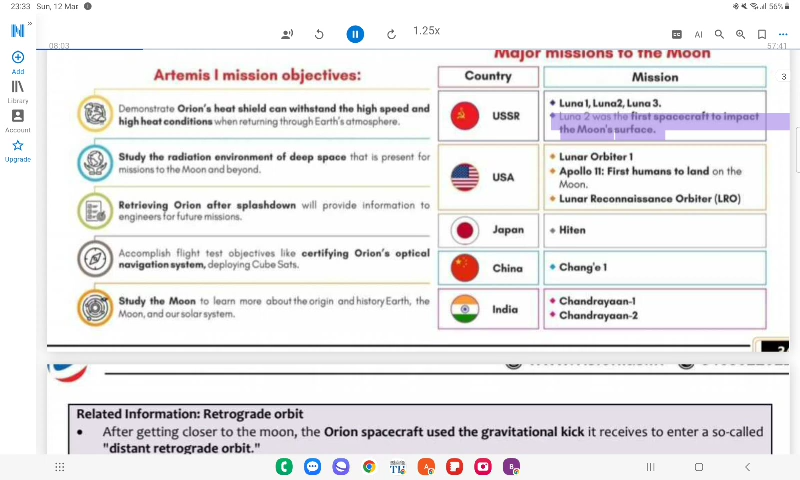 23:33 Sun, 12 Mar
56%
1.25x
AI
08:03
57:41
Add
Library
Account
Upgrade
3
Artemis I mission objectives:
Demonstrate Orion's heat shield can withstand the high speed and
high heat conditions when returning through Earth's atmosphere.
Study the radiation environment of deep space that is present for
missions to the Moon and beyond.
Retrieving Orion after splashdown will provide information to
engineers for future missions.
Accomplish flight test objectives like certifying Orion's optical
navigation system, deploying Cube Sats.
Study the Moon to learn more about the origin and history Earth, the
Moon, and our solar system.
Major missions to the Moon
Country Mission
USSR
Luna 1, Luna2, Luna 3.
Luna 2 was the first spacecraft to impact
the Moon's surface.
USA
Lunar Orbiter 1
Apollo 11: First humans to land on the
Moon.
Lunar Reconnaissance Orbiter (LRO)
Japan Hiten
China Chang'e 1
India
Chandrayaan-1
Chandrayaan-2
Related Information: Retrograde orbit
• After getting closer to the moon, the Orion spacecraft used the gravitational kick it receives to enter a so-called
"distant retrograde orbit."